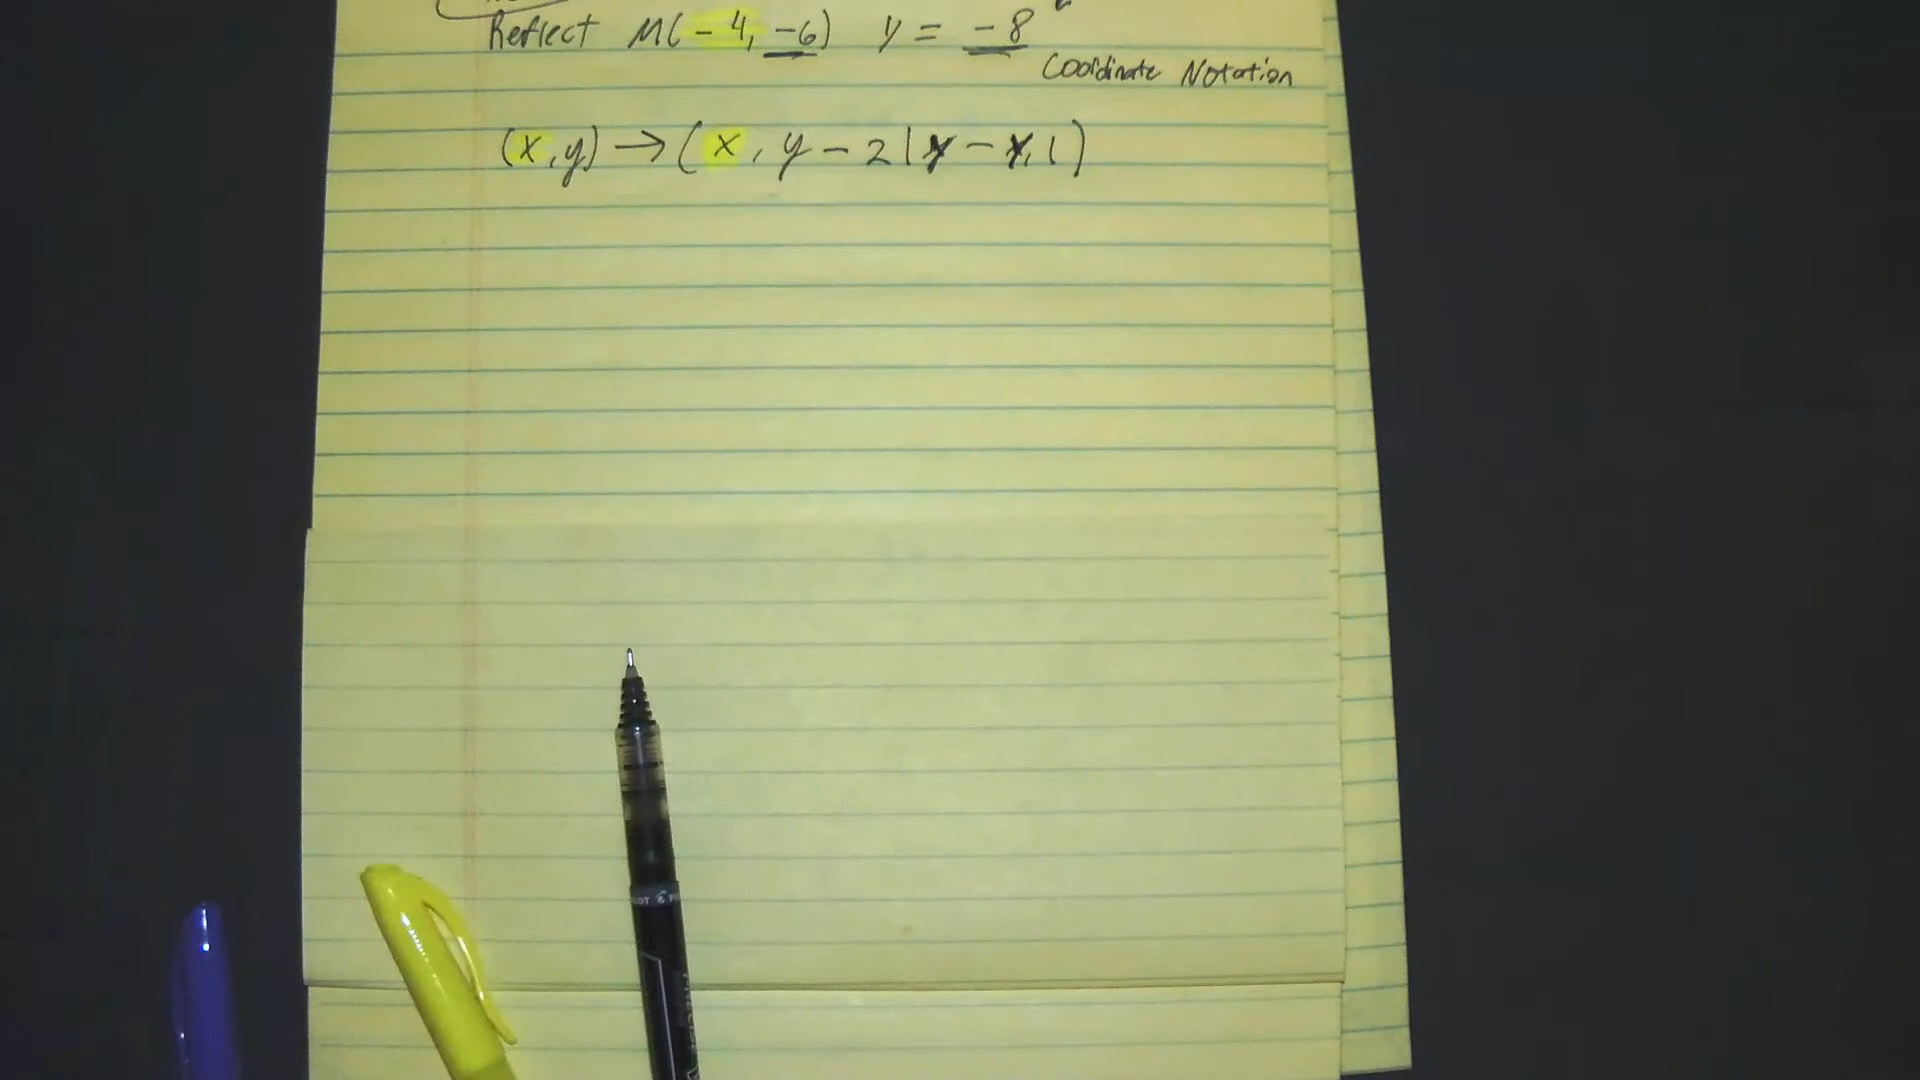 Reflect M(-4, -6) y = -8
Coordinate Notation
(x,y) → (x, y - 2|y - y,|)